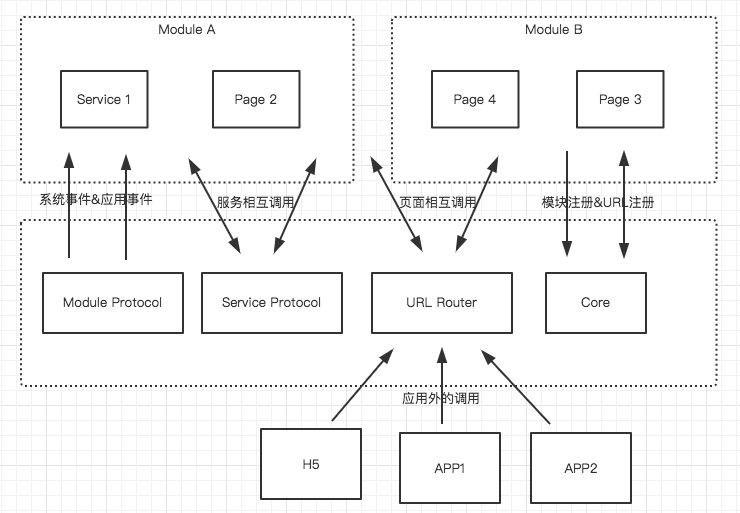 Module A
Module B
Service 1
Page 2
Page 4
Page 3
系统事件&应用事件
服务相互调用
页面相互调用
模块注册&URL注册
Module Protocol
Service Protocol
URL Router
Core
应用外的调用
H5
APP1
APP2